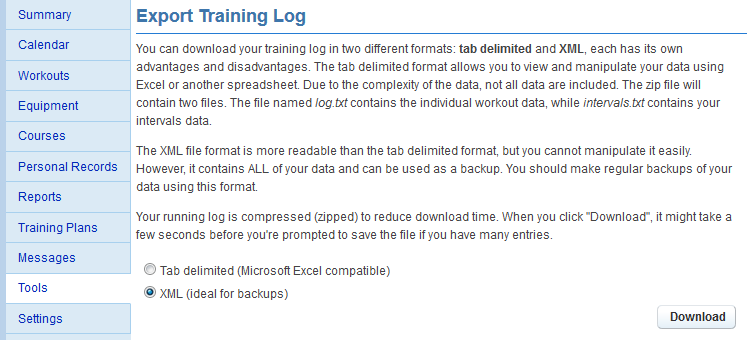 Summary
Calendar
Workouts
Equipment
Courses
Personal Records
Reports
Training Plans
Messages
Tools
Settings
Export Training Log
You can download your training log in two different formats: tab delimited and XML, each has its own
advantages and disadvantages. The tab delimited format allows you to view and manipulate your data using
Excel or another spreadsheet. Due to the complexity of the data, not all data are included. The zip file will
contain two files. The file named log.txt contains the individual workout data, while intervals.txt contains your
intervals data.
The XML file format is more readable than the tab delimited format, but you cannot manipulate it easily.
However, it contains ALL of your data and can be used as a backup. You should make regular backups of your
data using this format.
Your running log is compressed (zipped) to reduce download time. When you click "Download", it might take a
few seconds before you're prompted to save the file if you have many entries.
Tab delimited (Microsoft Excel compatible)
XML (ideal for backups)
Download